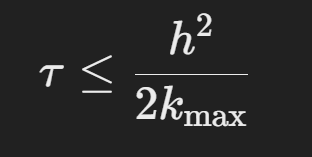 τ ≤ h² / 2k_max